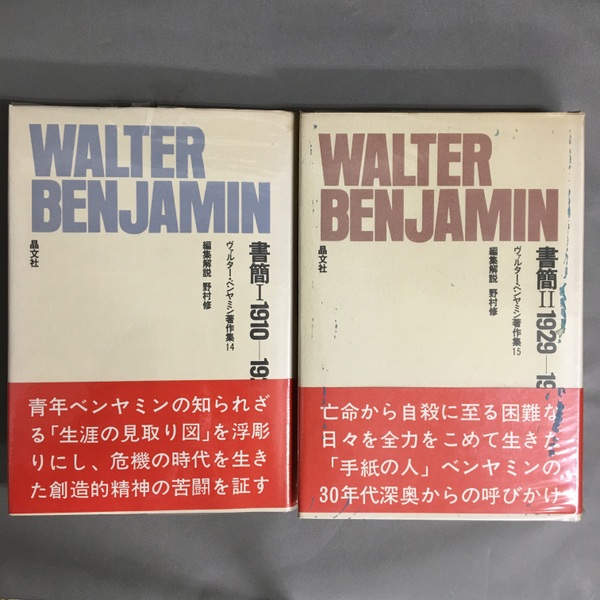 WALTER
BENJAMIN
書簡Ⅰ 1910—19
ヴァルター・ベンヤミン著作集14
編集解説 野村修
晶文社
青年ベンヤミンの知られざ
る「生涯の見取り図」を浮彫
りにし、危機の時代を生き
た創造的精神の苦闘を証す
WALTER
BENJAMIN
書簡Ⅱ 1929—19
ヴァルター・ベンヤミン著作集15
編集解説 野村修
晶文社
亡命から自殺に至る困難な
日々を全力をこめて生きた
「手紙の人」ベンヤミンの
30年代深奥からの呼びかけ